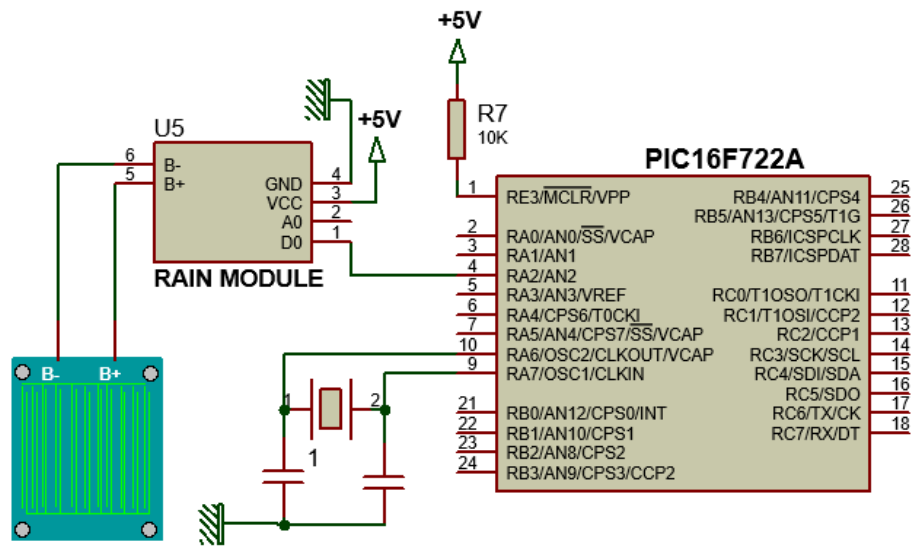 +5V
R7
10K
+5V
U5
6 B-
5 B+
GND 4
VCC 3
A0 2
D0 1
RAIN MODULE
PIC16F722A
1 RE3/MCLR/VPP
2 RA0/AN0/SS/VCAP
3 RA1/AN1
4 RA2/AN2
5 RA3/AN3/VREF
6 RA4/CPS6/T0CKI
7 RA5/AN4/CPS7/SS/VCAP
10 RA6/OSC2/CLKOUT/VCAP
9 RA7/OSC1/CLKIN
21 RB0/AN12/CPS0/INT
22 RB1/AN10/CPS1
23 RB2/AN8/CPS2
24 RB3/AN9/CPS3/CCP2
RB4/AN11/CPS4 25
RB5/AN13/CPS5/T1G 26
RB6/ICSPCLK 27
RB7/ICSPDAT 28
RC0/T1OSO/T1CKI 11
RC1/T1OSI/CCP2 12
RC2/CCP1 13
RC3/SCK/SCL 14
RC4/SDI/SDA 15
RC5/SDO 16
RC6/TX/CK 17
RC7/RX/DT 18
B- B+
1 2
1